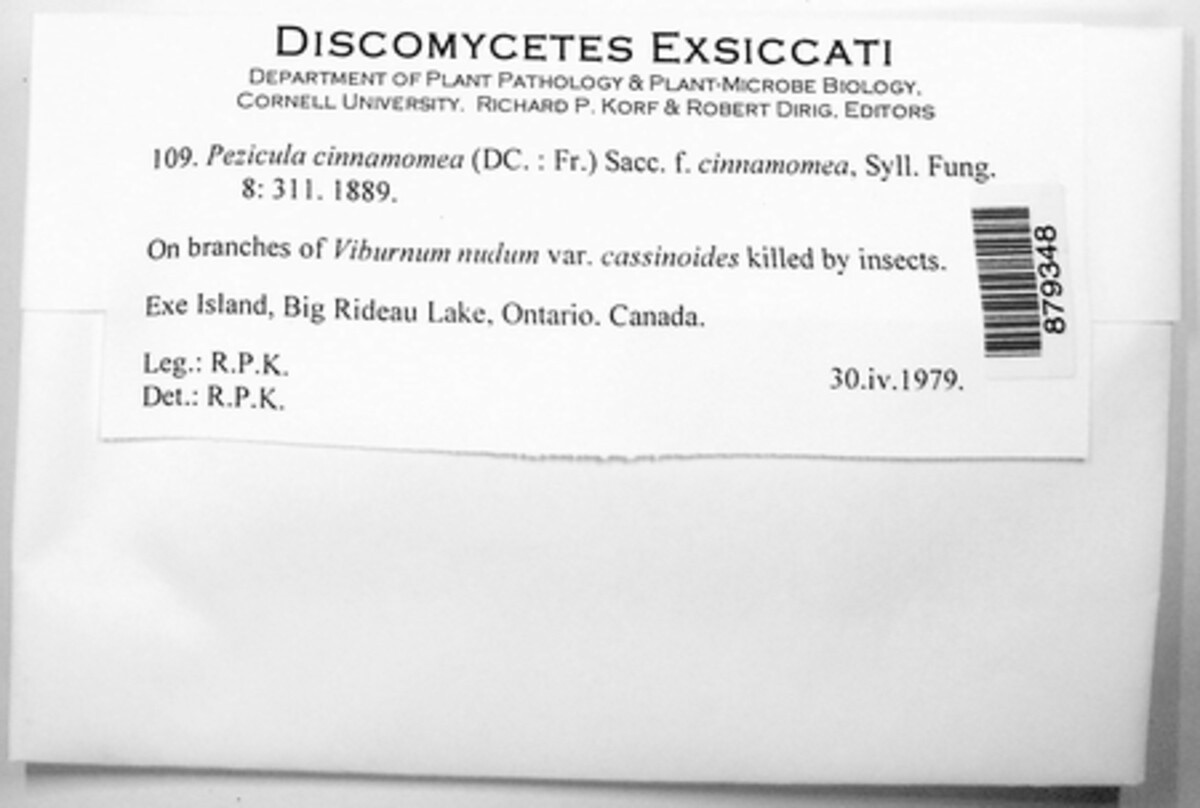 DISCOMYCETES EXSICCATI
DEPARTMENT OF PLANT PATHOLOGY & PLANT-MICROBE BIOLOGY,
CORNELL UNIVERSITY. RICHARD P. KORF & ROBERT DIRIG, EDITORS
109. Pezicula cinnamomea (DC. : Fr.) Sacc. f. cinnamomea, Syll. Fung.
8: 311. 1889.
On branches of Viburnum nudum var. cassinoides killed by insects.
Exe Island, Big Rideau Lake, Ontario. Canada.
Leg.: R.P.K.
30.iv.1979.
Det.: R.P.K.
879348